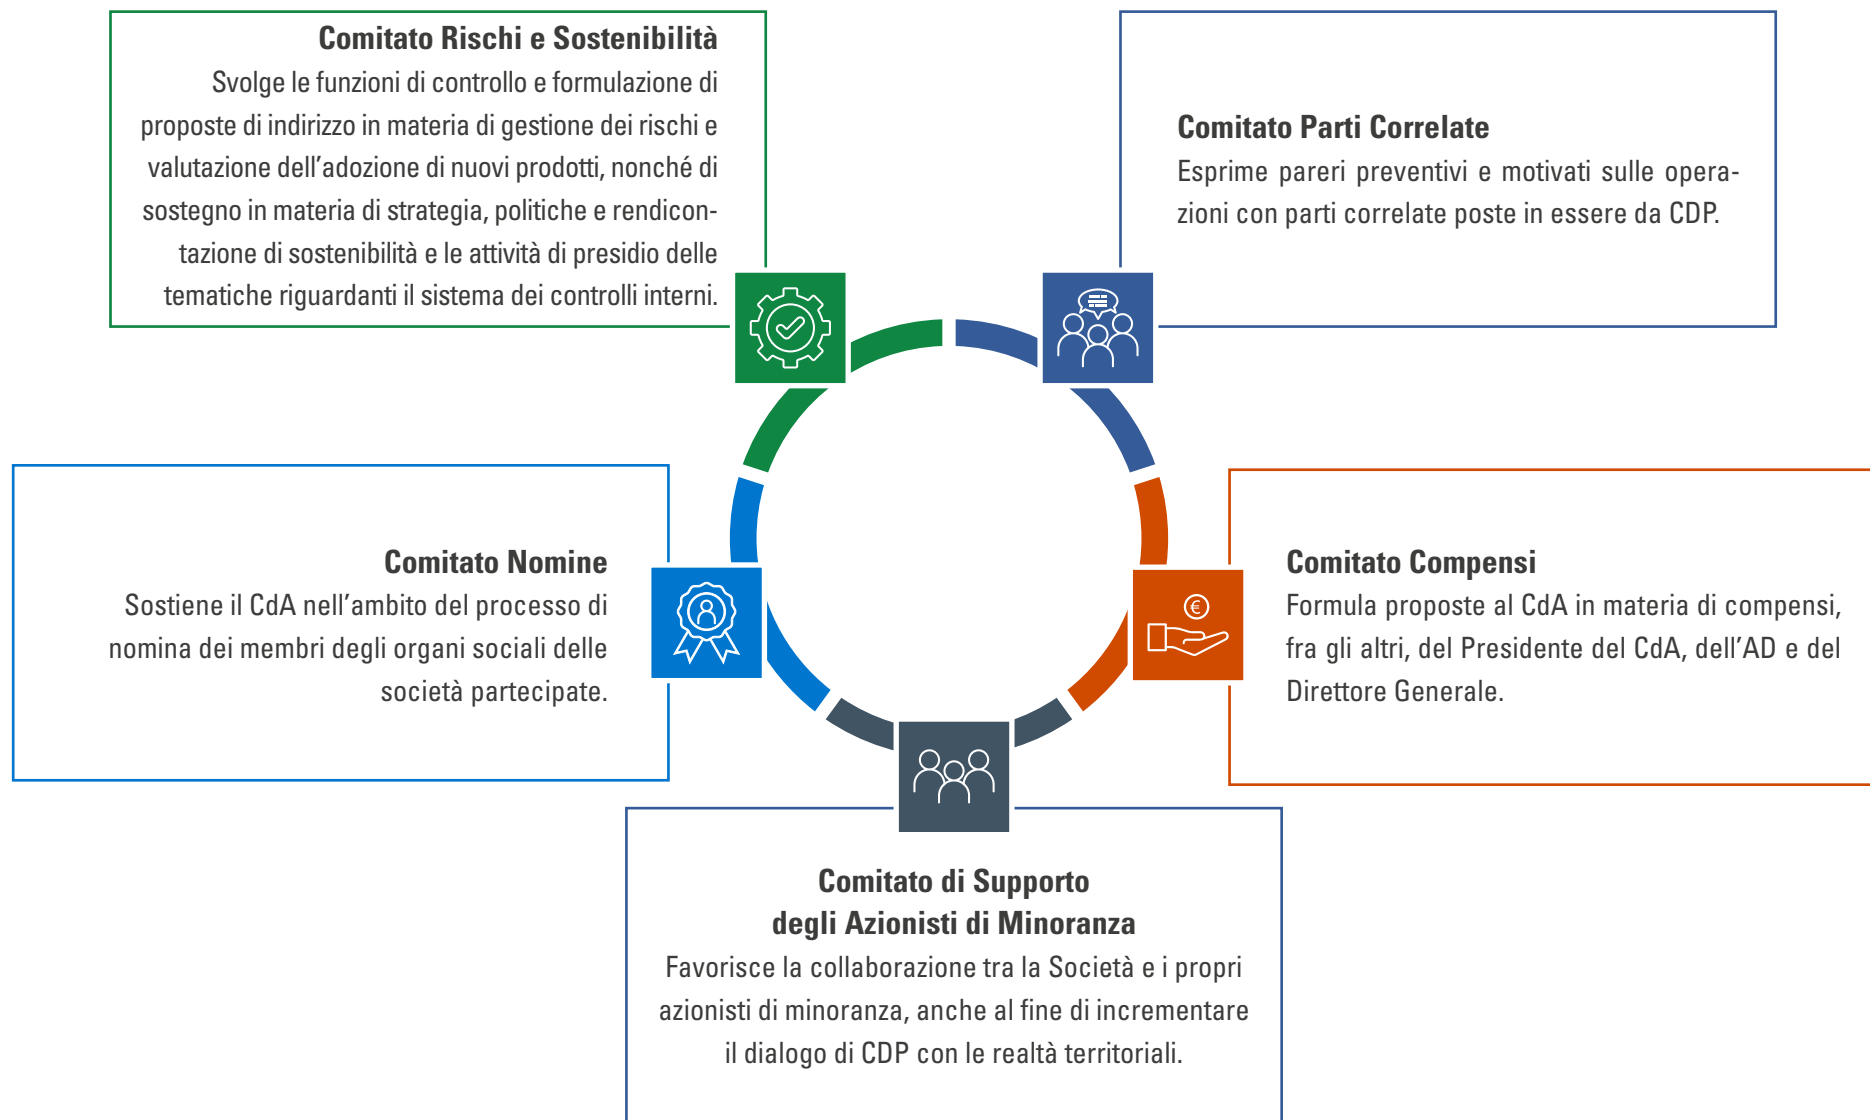 Comitato Rischi e Sostenibilità
Svolge le funzioni di controllo e formulazione di
proposte di indirizzo in materia di gestione dei rischi e
valutazione dell'adozione di nuovi prodotti, nonché di
sostegno in materia di strategia, politiche e rendicon-
tazione di sostenibilità e le attività di presidio delle
tematiche riguardanti il sistema dei controlli interni.
Comitato Parti Correlate
Esprime pareri preventivi e motivati sulle opera-
zioni con parti correlate poste in essere da CDP.
Comitato Nomine
Sostiene il CdA nell'ambito del processo di
nomina dei membri degli organi sociali delle
società partecipate.
€
Comitato Compensi
Formula proposte al CdA in materia di compensi,
fra gli altri, del Presidente del CdA, dell'AD e del
Direttore Generale.
Comitato di Supporto
degli Azionisti di Minoranza
Favorisce la collaborazione tra la Società e i propri
azionisti di minoranza, anche al fine di incrementare
il dialogo di CDP con le realtà territoriali.